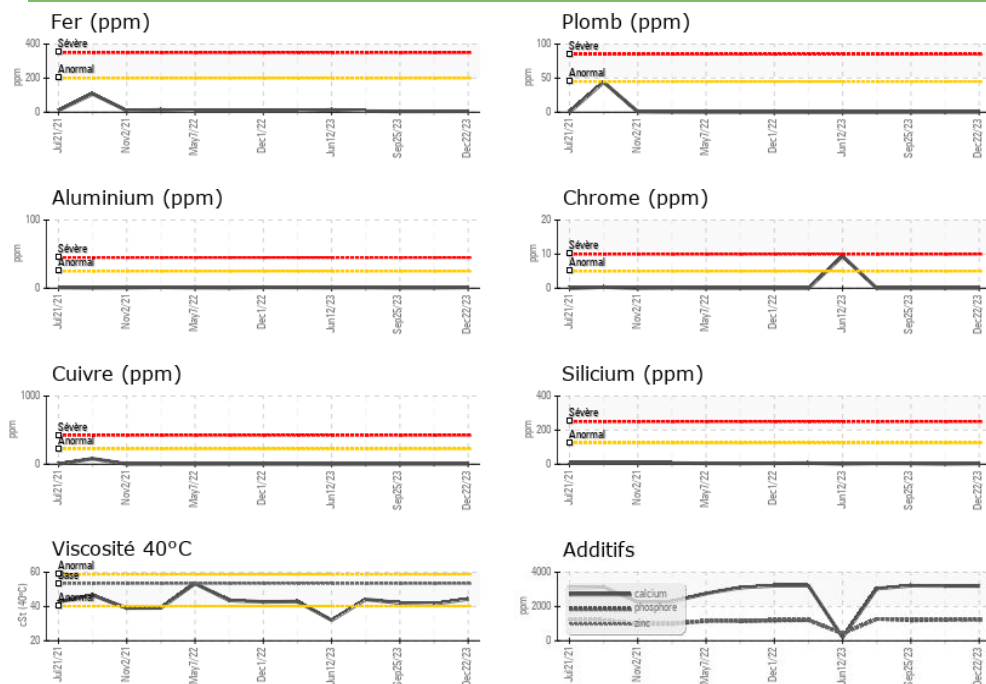 Fer (ppm)
400
200
0
ppm
Sévère
Anormal
Jul21/21
Nov2/21
May7/22
Dec1/22
Jun12/23
Sep25/23
Dec22/23
Plomb (ppm)
100
50
0
ppm
Sévère
Anormal
Jul21/21
Nov2/21
May7/22
Dec1/22
Jun12/23
Sep25/23
Dec22/23
Aluminium (ppm)
100
50
0
ppm
Sévère
Anormal
Jul21/21
Nov2/21
May7/22
Dec1/22
Jun12/23
Sep25/23
Dec22/23
Chrome (ppm)
20
10
0
ppm
Sévère
Anormal
Jul21/21
Nov2/21
May7/22
Dec1/22
Jun12/23
Sep25/23
Dec22/23
Cuivre (ppm)
1000
0
ppm
Sévère
Anormal
Jul21/21
Nov2/21
May7/22
Dec1/22
Jun12/23
Sep25/23
Dec22/23
Silicium (ppm)
400
200
0
ppm
Sévère
Anormal
Jul21/21
Nov2/21
May7/22
Dec1/22
Jun12/23
Sep25/23
Dec22/23
Viscosité 40°C
60
40
20
cSt (40°C)
Anormal
Base
Anormal
Jul21/21
Nov2/21
May7/22
Dec1/22
Jun12/23
Sep25/23
Dec22/23
Additifs
4000
2000
0
ppm
calcium
phosphore
zinc
Jul21/21
Nov2/21
May7/22
Dec1/22
Jun12/23
Sep25/23
Dec22/23